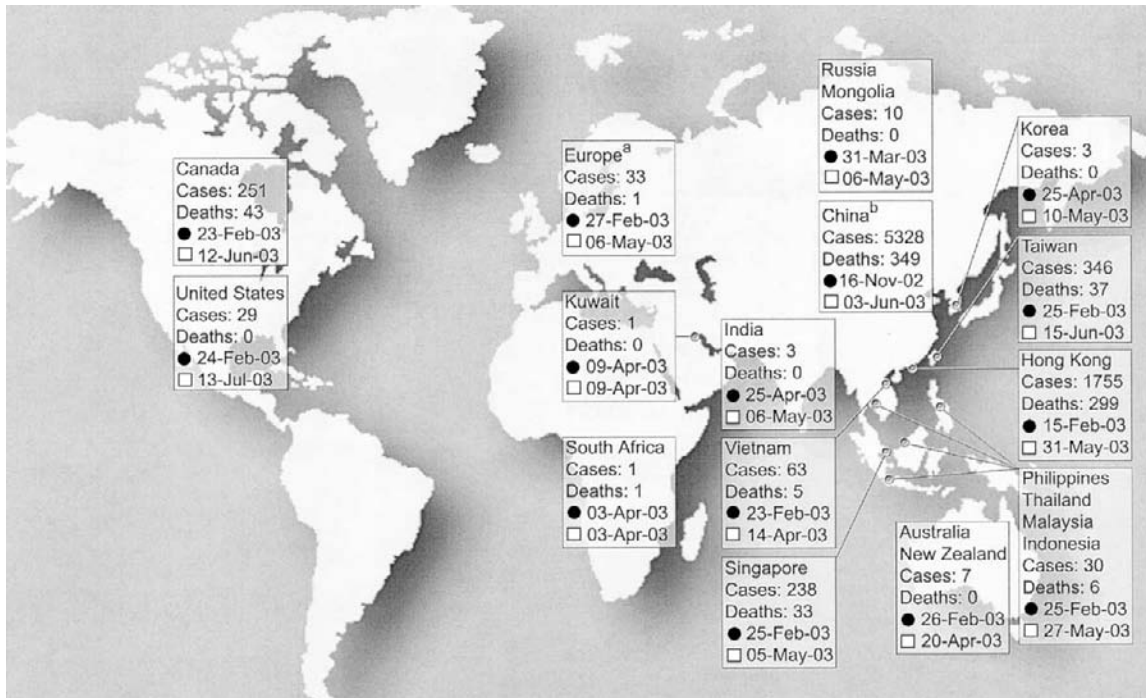 Canada
Cases: 251
Deaths: 43
● 23-Feb-03
□ 12-Jun-03
United States
Cases: 29
Deaths: 0
● 24-Feb-03
□ 13-Jul-03
Europeᵃ
Cases: 33
Deaths: 1
● 27-Feb-03
□ 06-May-03
Kuwait
Cases: 1
Deaths: 0
● 09-Apr-03
□ 09-Apr-03
South Africa
Cases: 1
Deaths: 1
● 03-Apr-03
□ 03-Apr-03
Russia
Mongolia
Cases: 10
Deaths: 0
● 31-Mar-03
□ 06-May-03
Chinaᵇ
Cases: 5328
Deaths: 349
● 16-Nov-02
□ 03-Jun-03
India
Cases: 3
Deaths: 0
● 25-Apr-03
□ 06-May-03
Vietnam
Cases: 63
Deaths: 5
● 23-Feb-03
□ 14-Apr-03
Singapore
Cases: 238
Deaths: 33
● 25-Feb-03
□ 05-May-03
Korea
Cases: 3
Deaths: 0
● 25-Apr-03
□ 10-May-03
Taiwan
Cases: 346
Deaths: 37
● 25-Feb-03
□ 15-Jun-03
Hong Kong
Cases: 1755
Deaths: 299
● 15-Feb-03
□ 31-May-03
Philippines
Thailand
Malaysia
Indonesia
Cases: 30
Deaths: 6
● 25-Feb-03
□ 27-May-03
Australia
New Zealand
Cases: 7
Deaths: 0
● 26-Feb-03
□ 20-Apr-03